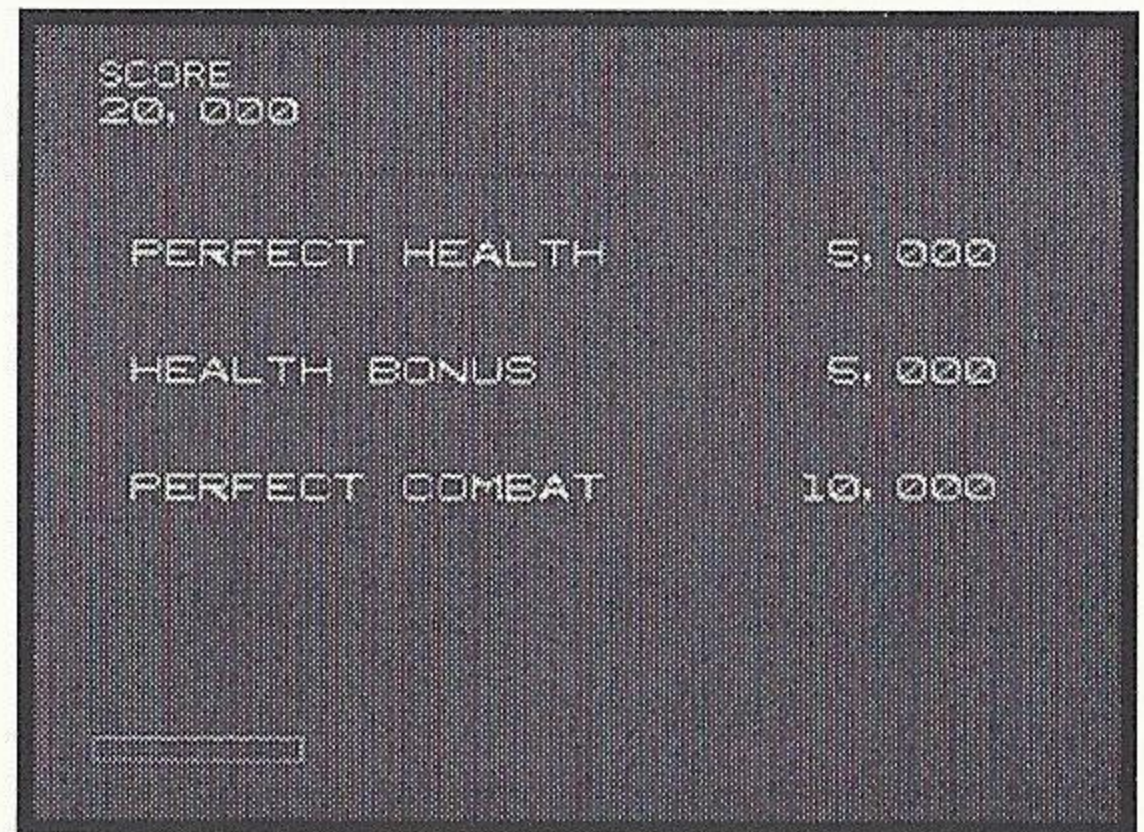 SCORE
20, 000
PERFECT HEALTH 5, 000
HEALTH BONUS 5, 000
PERFECT COMBAT 10, 000